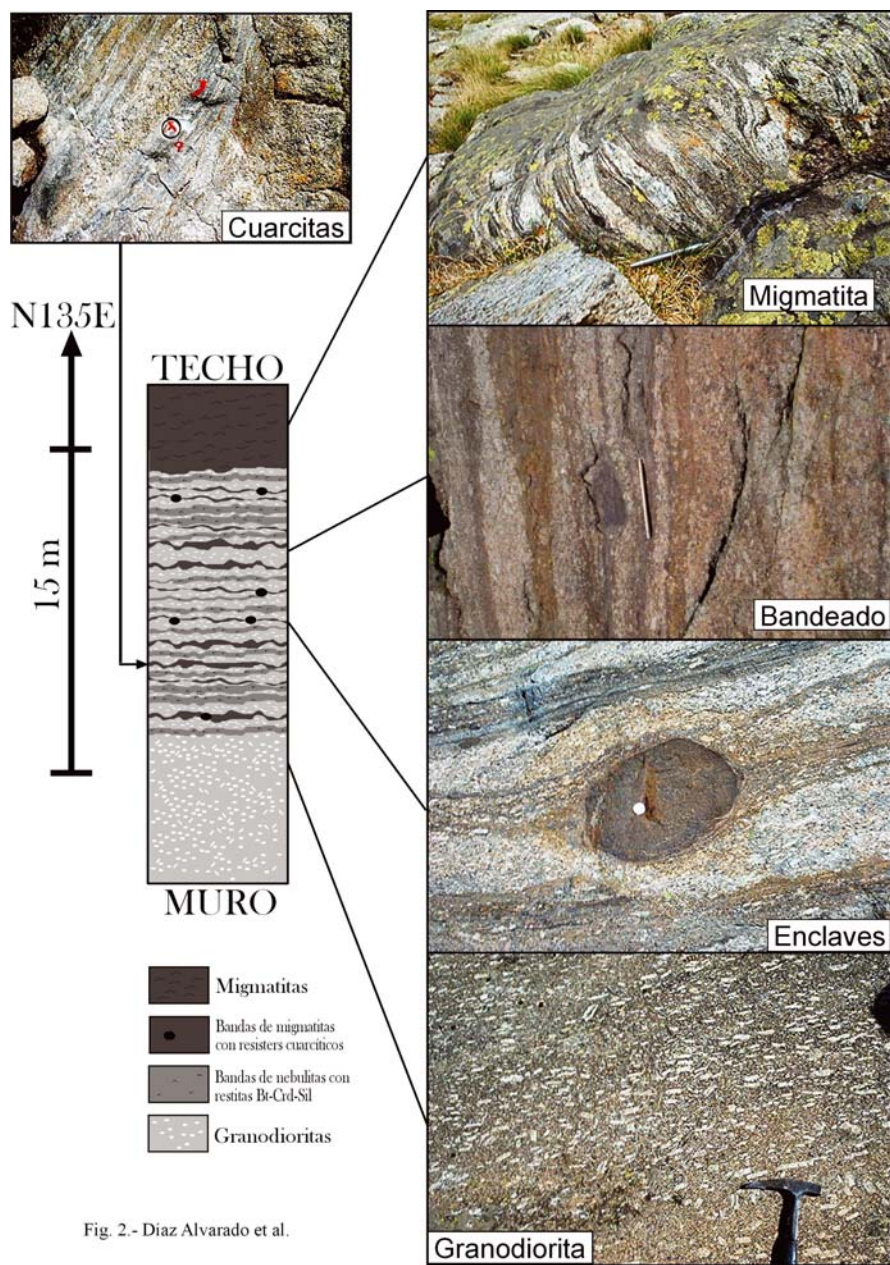 Cuarcitas
Migmatita
N135E
TECHO
15 m
Bandeado
MURO
Enclaves
Migmatitas
Bandas de migmatitas
con resisters cuarcíticos
Bandas de nebulitas con
restitas Bt-Crd-Sil
Granodioritas
Fig. 2.- Díaz Alvarado et al.
Granodiorita